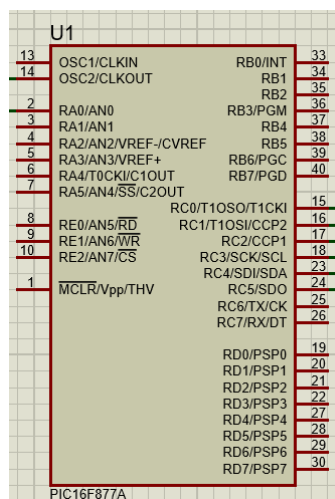 U1
13 OSC1/CLKIN RB0/INT 33
14 OSC2/CLKOUT RB1 34
RB2 35
2 RA0/AN0 RB3/PGM 36
3 RA1/AN1 RB4 37
4 RA2/AN2/VREF-/CVREF RB5 38
5 RA3/AN3/VREF+ RB6/PGC 39
6 RA4/T0CKI/C1OUT RB7/PGD 40
7 RA5/AN4/SS/C2OUT
RC0/T1OSO/T1CKI 15
8 RE0/AN5/RD RC1/T1OSI/CCP2 16
9 RE1/AN6/WR RC2/CCP1 17
10 RE2/AN7/CS RC3/SCK/SCL 18
RC4/SDI/SDA 23
1 MCLR/Vpp/THV RC5/SDO 24
RC6/TX/CK 25
RC7/RX/DT 26
RD0/PSP0 19
RD1/PSP1 20
RD2/PSP2 21
RD3/PSP3 22
RD4/PSP4 27
RD5/PSP5 28
RD6/PSP6 29
RD7/PSP7 30
PIC16F877A